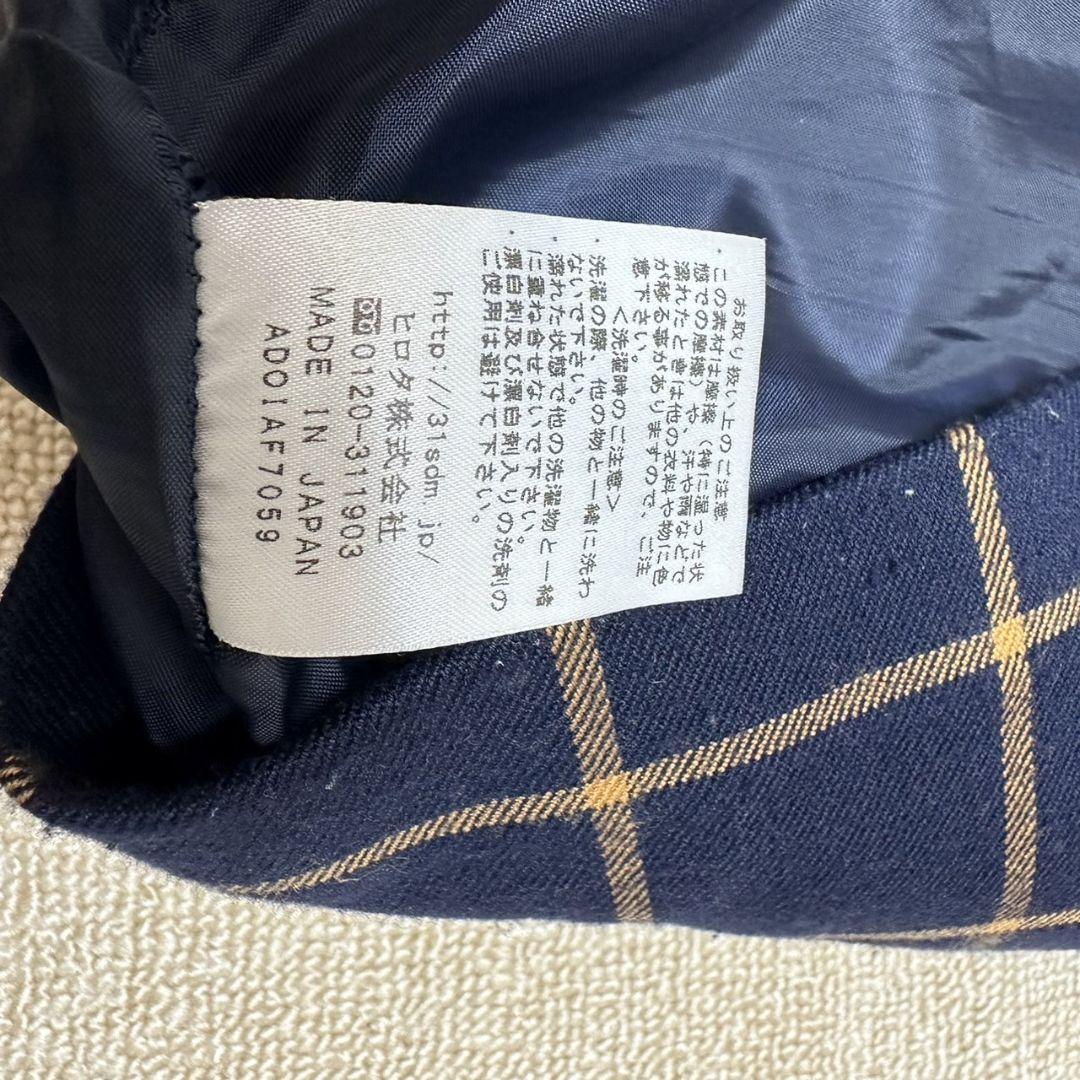 お取り扱い上のご注意
・この素材は摩擦（特に湿った状
態での摩擦）や、汗や雨などで
濡れたときは他の衣料や物に色
が移る事がありますので、ご注
意下さい。
＜洗濯時のご注意＞
・洗濯の際、他の物と一緒に洗わ
ないで下さい。
・濡れた状態で他の洗濯物と一緒
に重ね合せないで下さい。
・漂白剤及び漂白剤入りの洗剤の
ご使用は避けて下さい。
http://31sdm jp/
ヒロタ株式会社
0120-311903
MADE IN JAPAN
ADOIAF7059